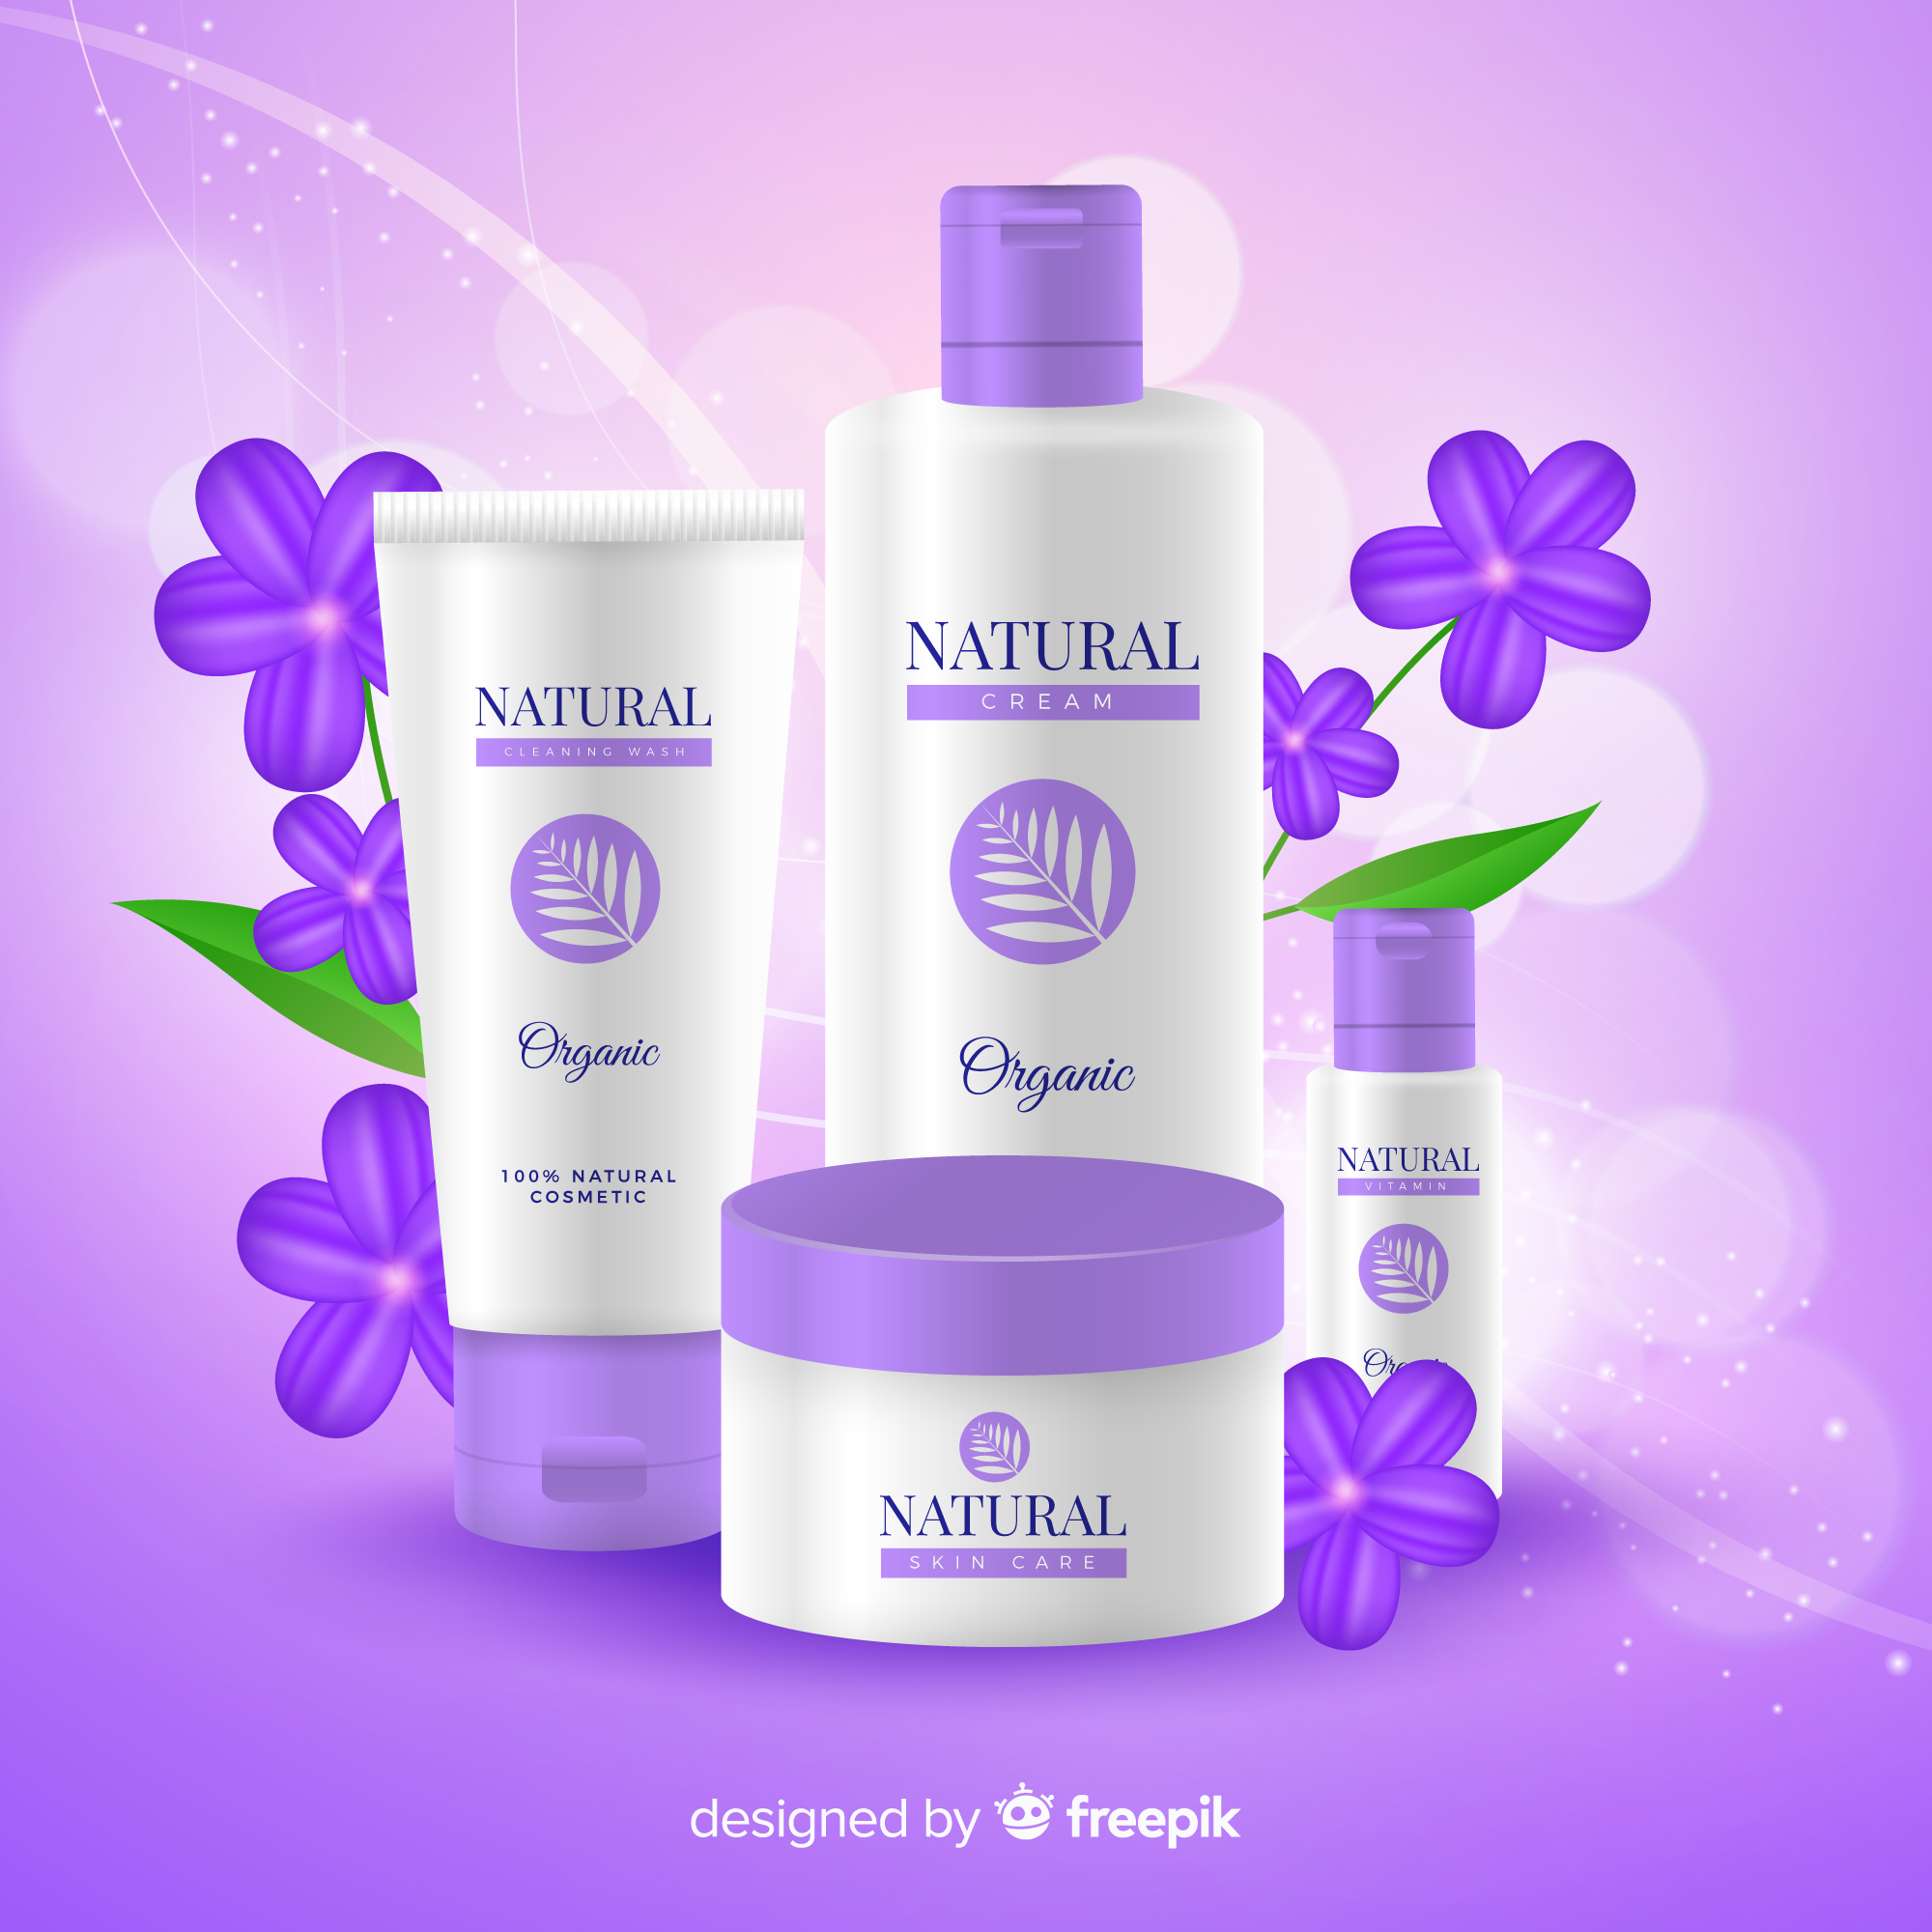 NATURAL
CLEANING WASH
Organic
100% NATURAL
COSMETIC
NATURAL
CREAM
Organic
NATURAL
SKIN CARE
NATURAL
VITAMIN
designed by freepik